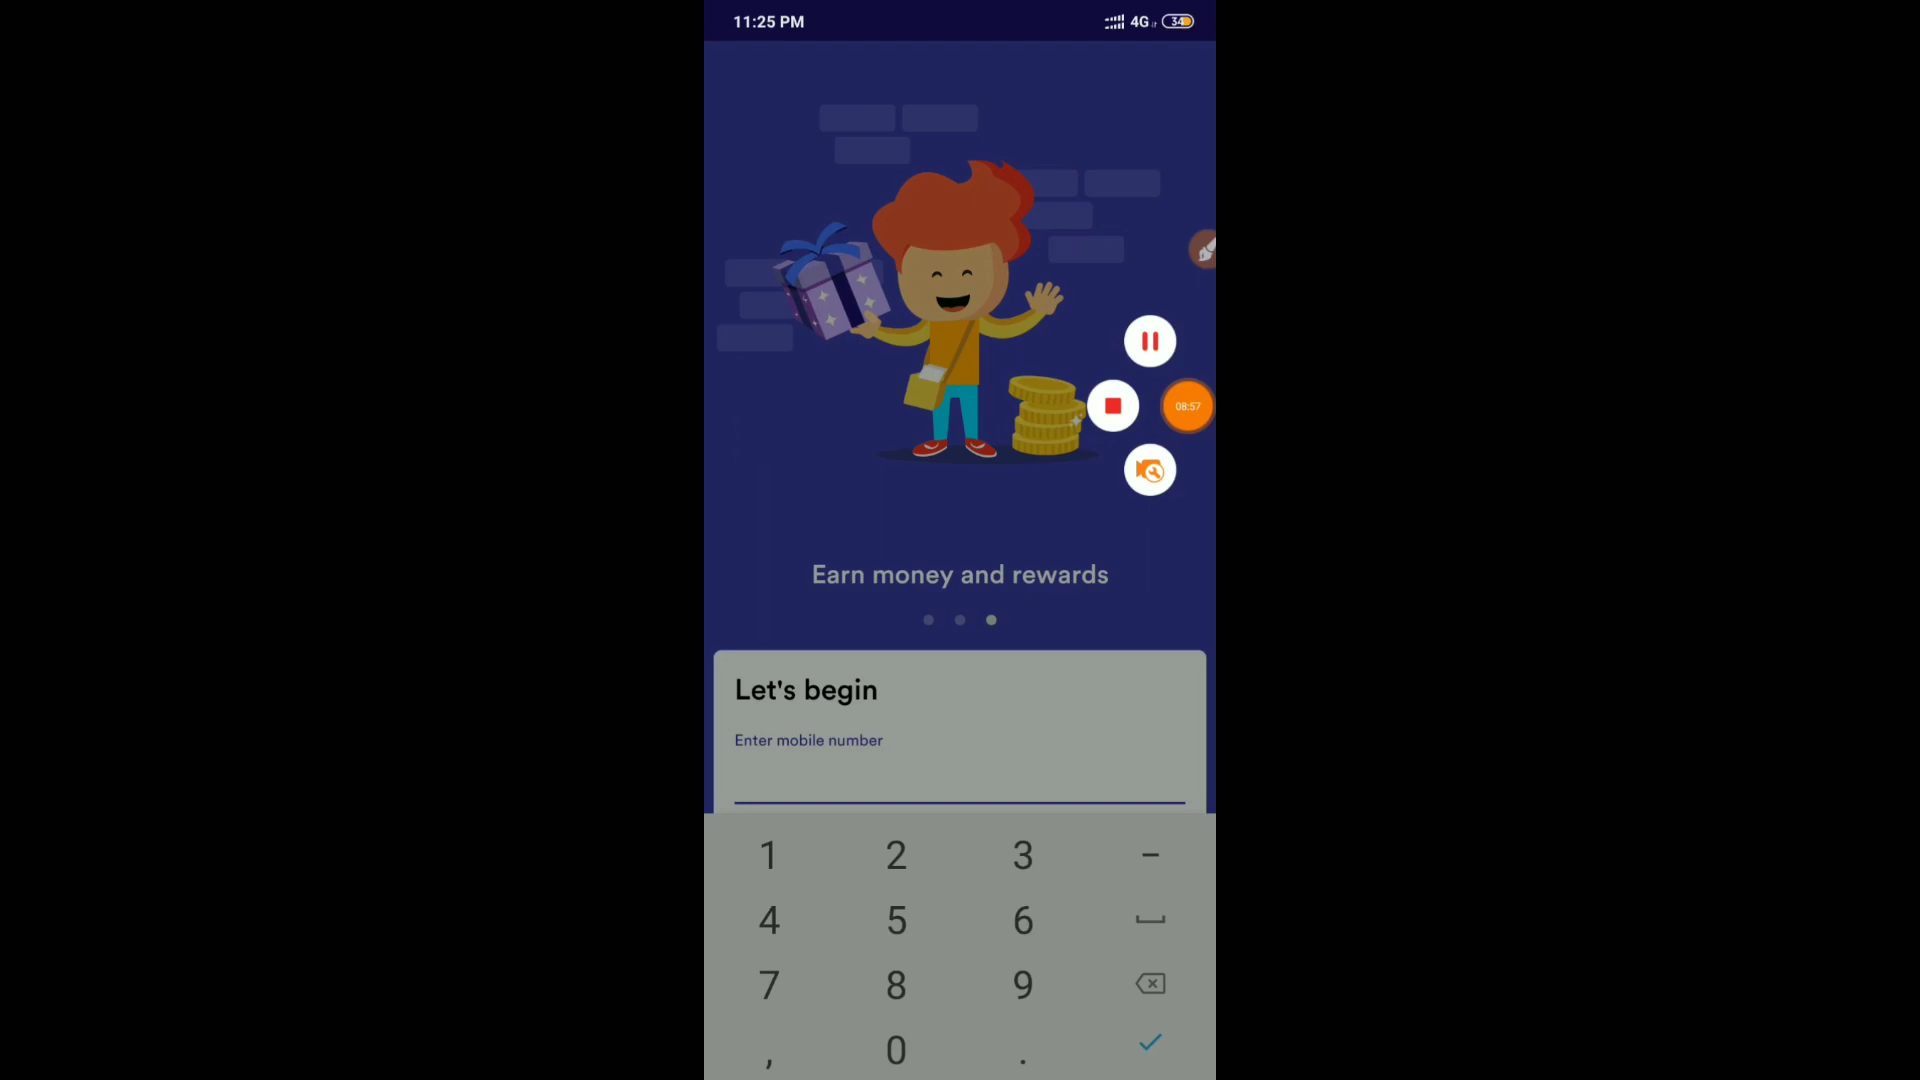 11:25 PM
4G
34
08:57
Earn money and rewards
Let's begin
Enter mobile number
1 2 3 –
4 5 6
7 8 9
, 0 .